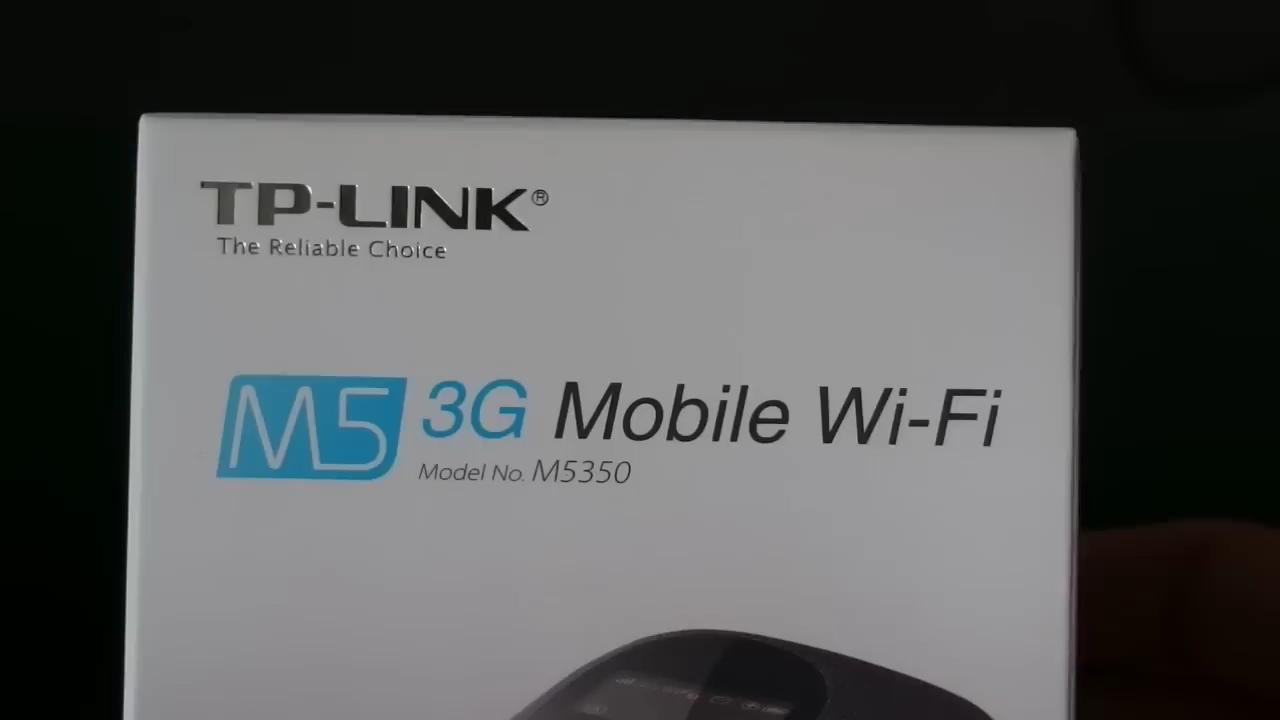 TP-LINK®
The Reliable Choice
M5 3G Mobile Wi-Fi
Model No. M5350